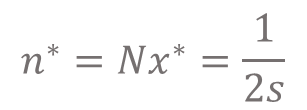 n* = Nx* = 1/2s